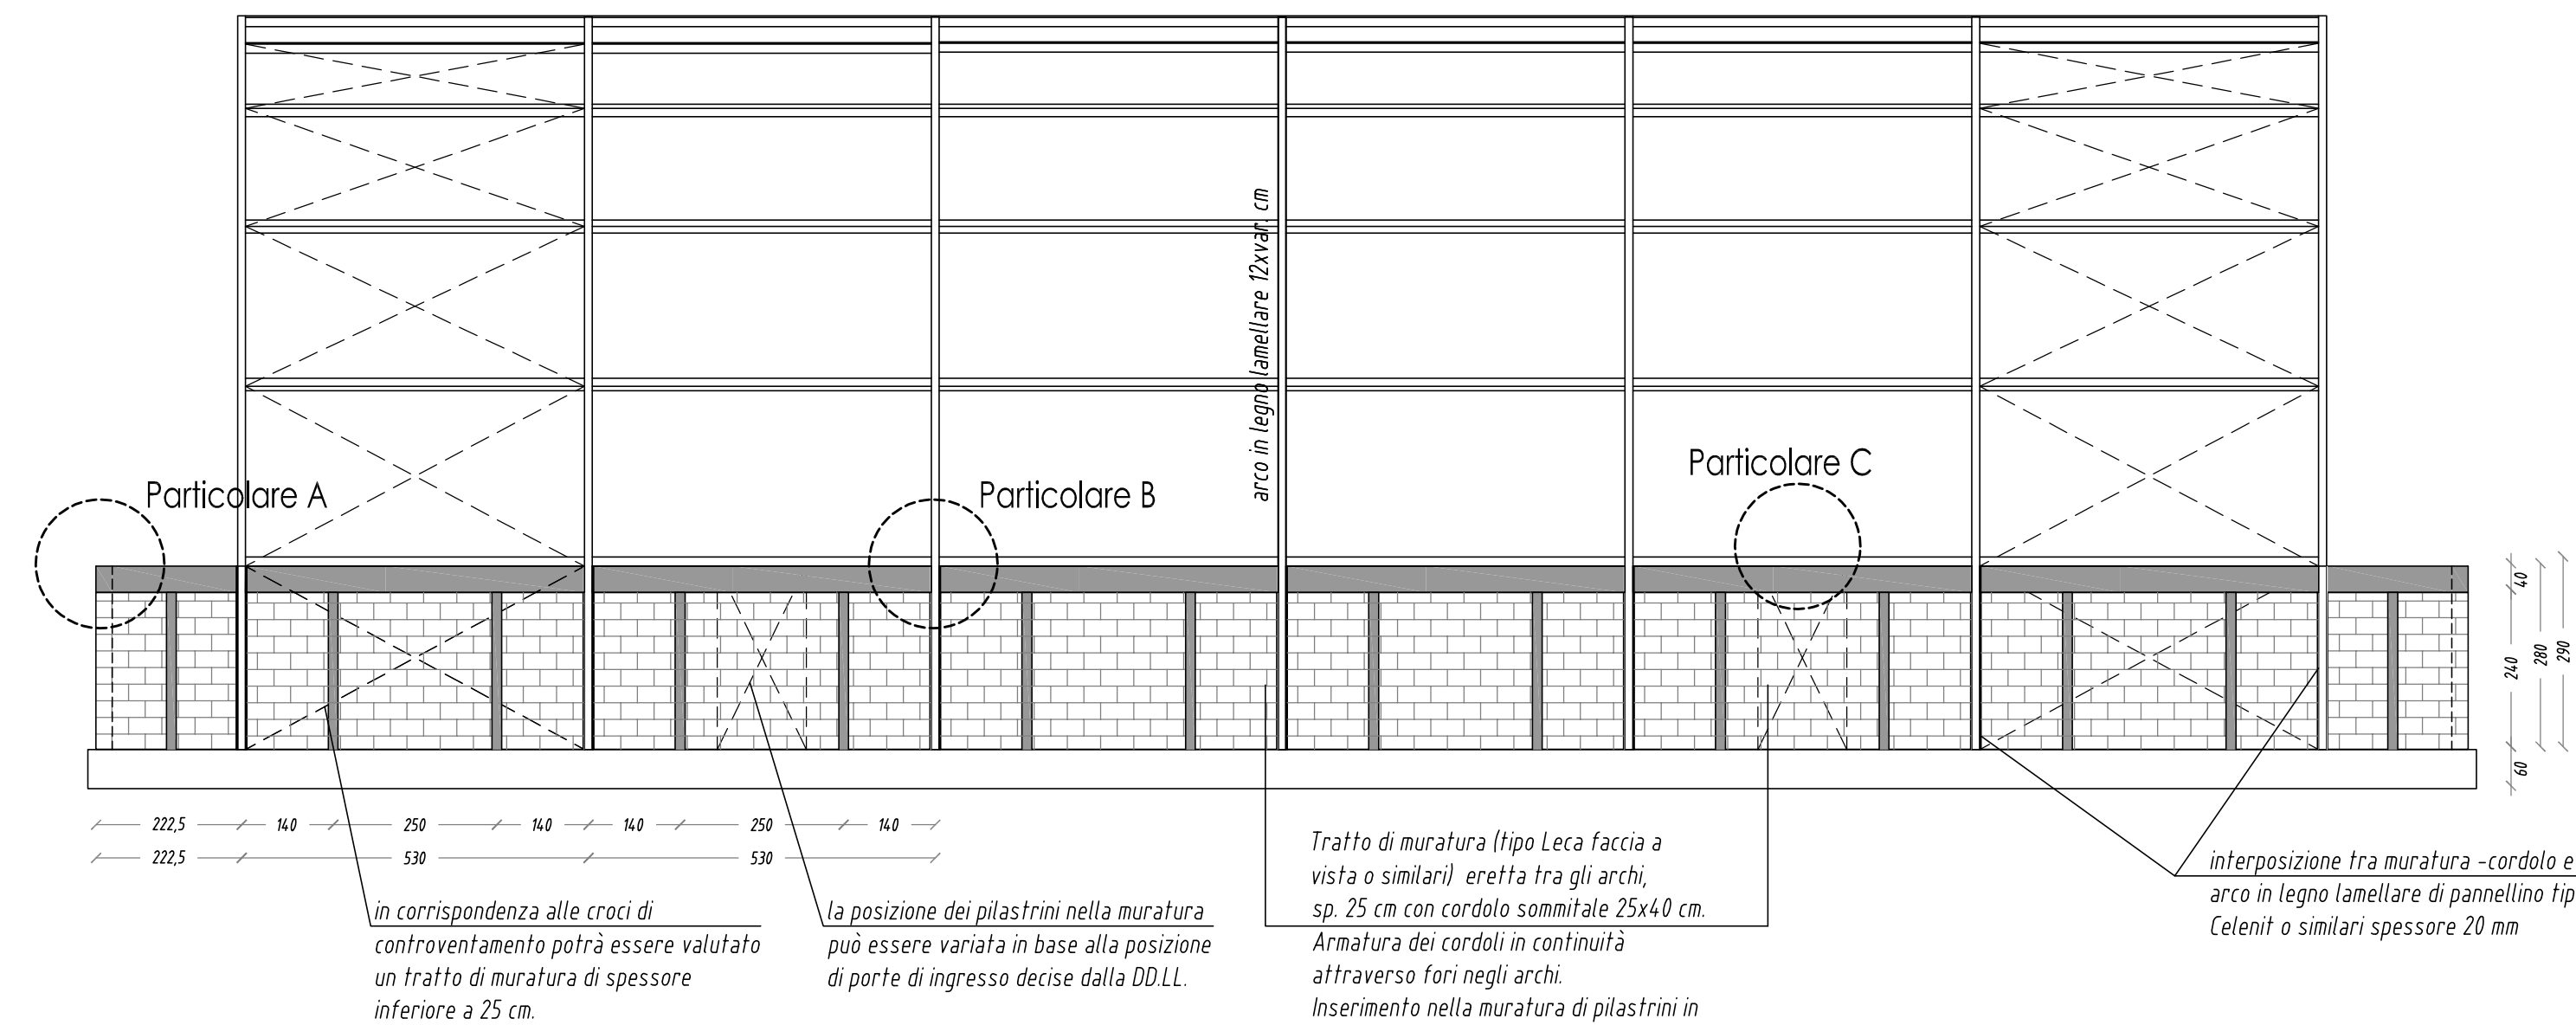 arco in legno lamellare 12xvar. cm
Particolare A
Particolare B
Particolare C
40
240
280
290
60
222,5
140
250
140
140
250
140
222,5
530
530
in corrispondenza alle croci di
controventamento potrà essere valutato
un tratto di muratura di spessore
inferiore a 25 cm.
la posizione dei pilastrini nella muratura
può essere variata in base alla posizione
di porte di ingresso decise dalla DD.LL.
Tratto di muratura (tipo Leca faccia a
vista o similari) eretta tra gli archi,
sp. 25 cm con cordolo sommitale 25x40 cm.
Armatura dei cordoli in continuità
attraverso fori negli archi.
Inserimento nella muratura di pilastrini in
interposizione tra muratura -cordolo e
arco in legno lamellare di pannellino tip
Celenit o similari spessore 20 mm